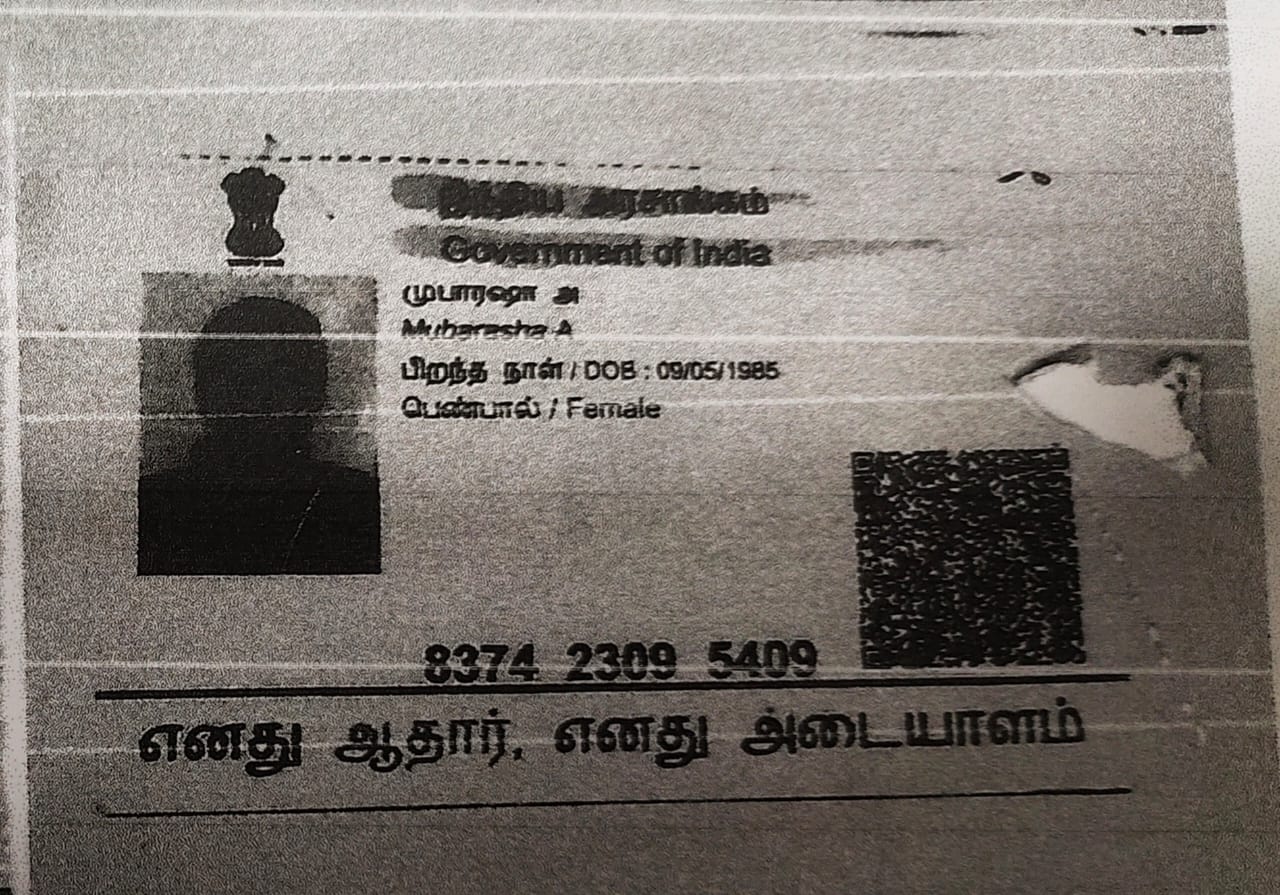 இந்திய அரசாங்கம்
Government of India
முபாரஷா அ
Mubarasha A
பிறந்த நாள் / DOB : 09/05/1985
பெண்பால் / Female
8374 2309 5409
எனது ஆதார், எனது அடையாளம்